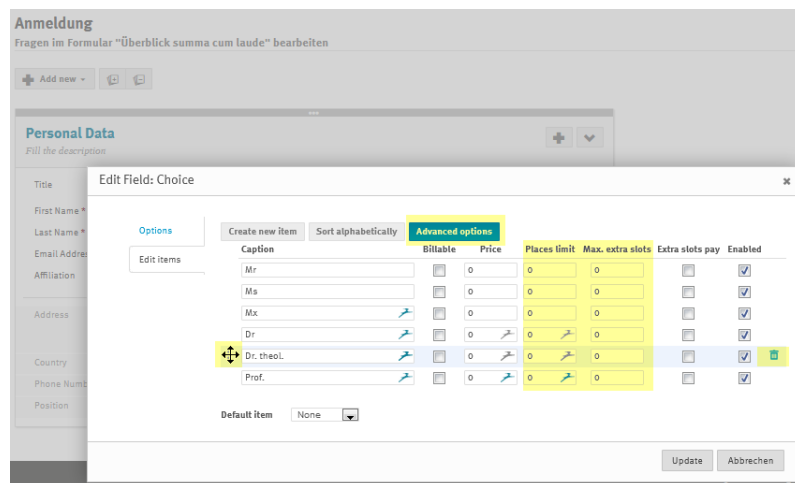 Anmeldung
Fragen im Formular "Überblick summa cum laude" bearbeiten
Add new
Personal Data
Fill the description
Title
Edit Field: Choice
First Name *
Last Name *
Options
Create new item Sort alphabetically Advanced options
Caption Billable Price Places limit Max. extra slots Extra slots pay Enabled
Email Addre
Edit items
Affiliation
Mr 0 0 0
Ms 0 0 0
Mx 0 0 0
Address
Dr 0 0 0
Dr. theol. 0 0 0
Country
Prof. 0 0 0
Phone Numb
Position
Default item None
Update Abbrechen